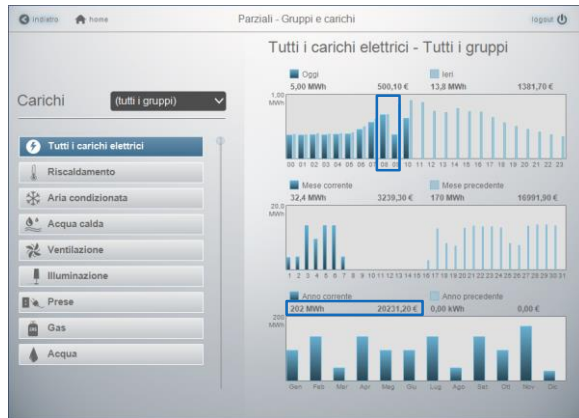 indietro
home
Parziali - Gruppi e carichi
logout
Tutti i carichi elettrici - Tutti i gruppi
Carichi
(tutti i gruppi)
Tutti i carichi elettrici
Riscaldamento
Aria condizionata
Acqua calda
Ventilazione
Illuminazione
Prese
Gas
Acqua
Oggi
Ieri
5,00 MWh 500,10 € 13,8 MWh 1381,70 €
1.00
MWh
00 01 02 03 04 05 06 07 08 09 10 11 12 13 14 15 16 17 18 19 20 21 22 23
Mese corrente
Mese precedente
32,4 MWh 3239,30 € 170 MWh 16991,90 €
20.0
MWh
1 2 3 4 5 6 7 8 9 10 11 12 13 14 15 16 17 18 19 20 21 22 23 24 25 26 27 28 29 30 31
Anno corrente
Anno precedente
202 MWh 20231,20 € 0,00 kWh 0,00 €
200
MWh
Gen Feb Mar Apr Mag Giu Lug Ago Set Ott Nov Dic